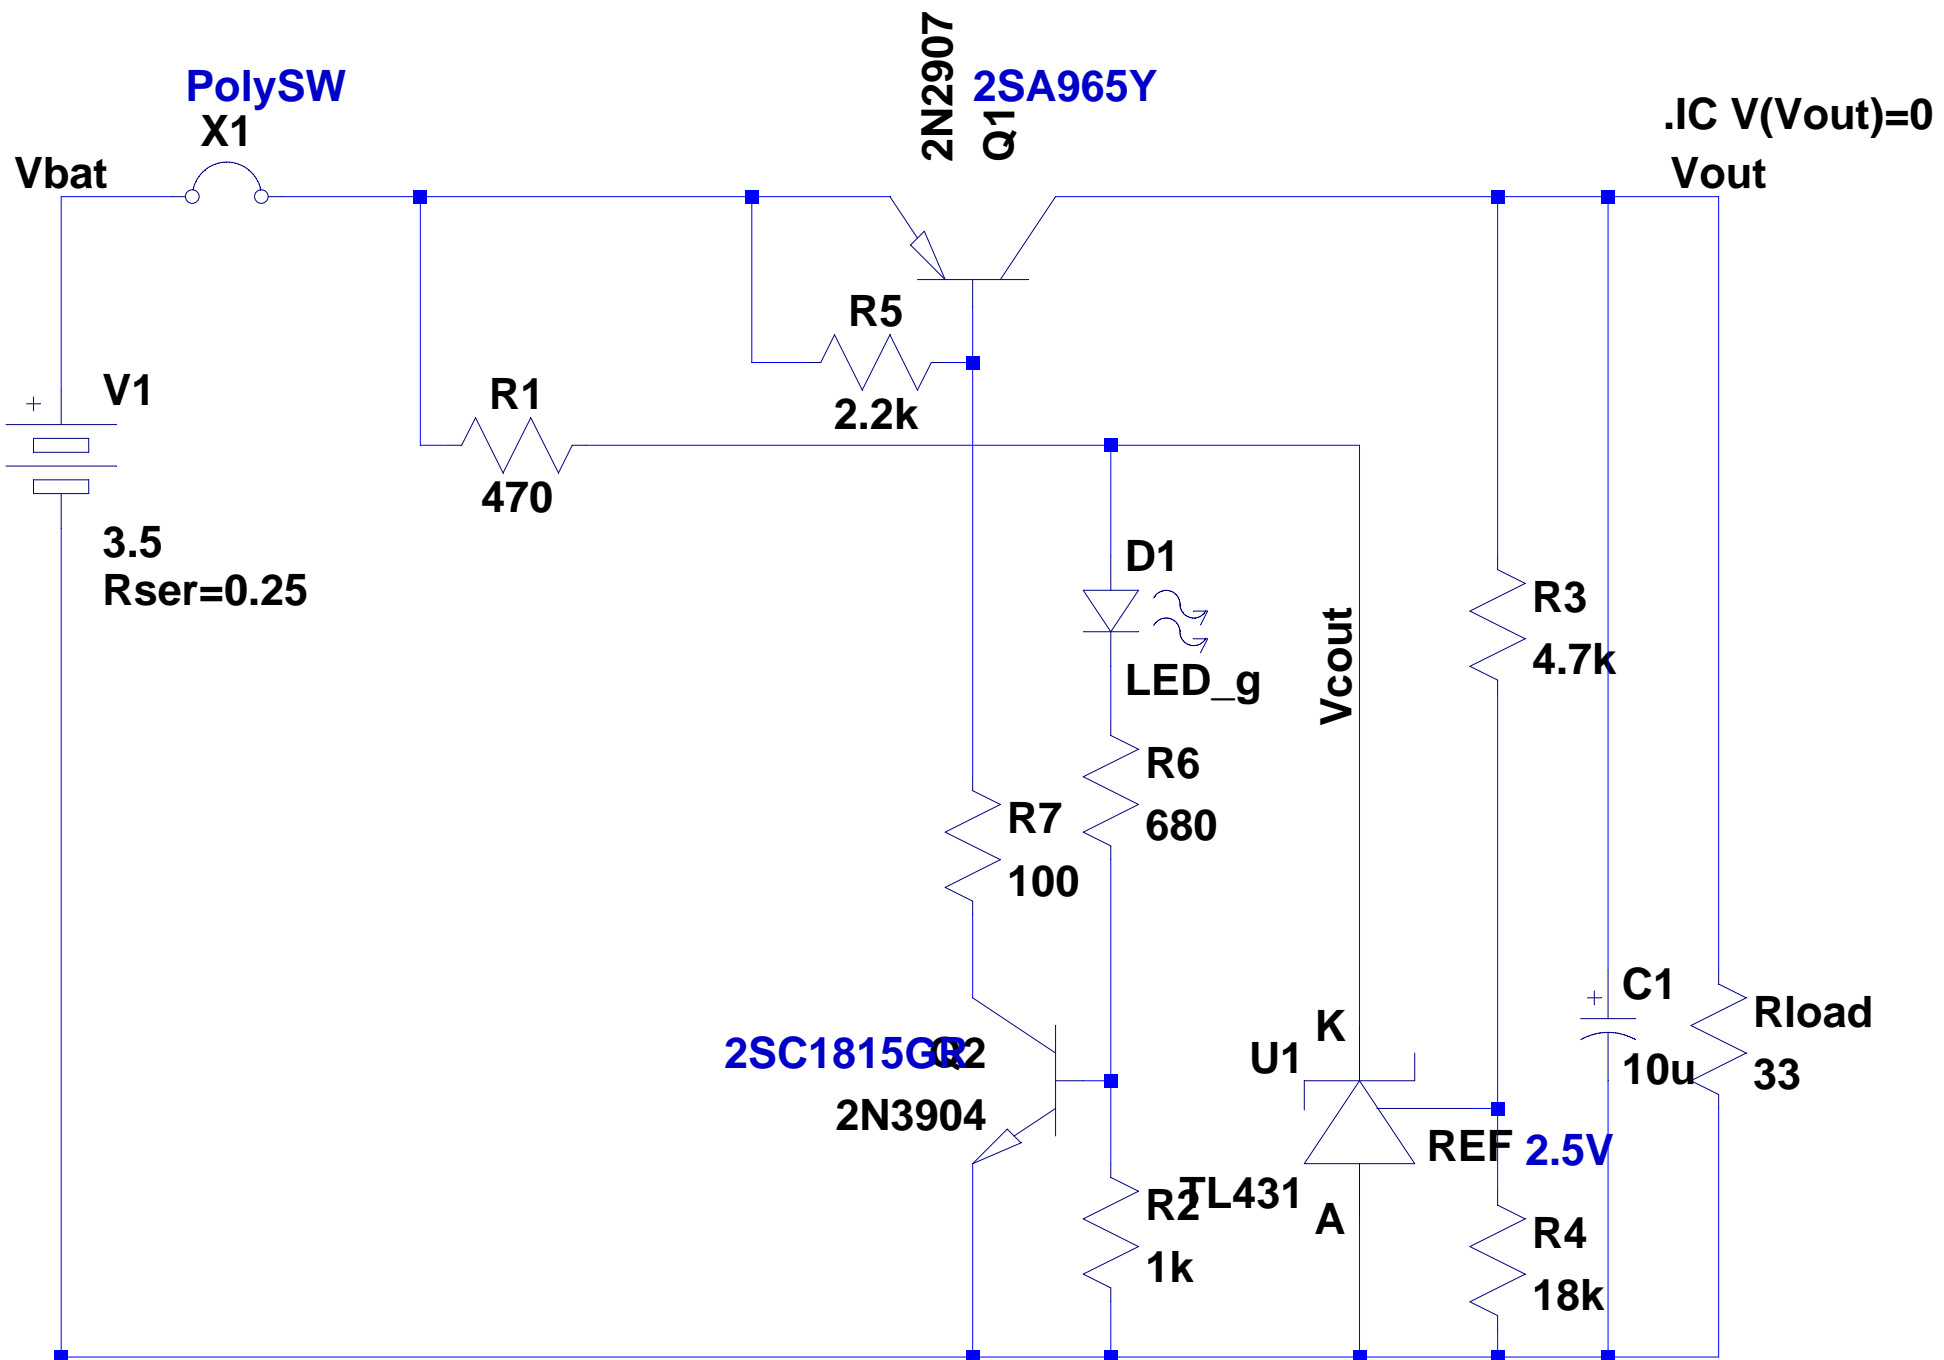 PolySW
X1
2N2907
2SA965Y
Q1
.IC V(Vout)=0
Vout
Vbat
+
V1
3.5
Rser=0.25
R1
470
R5
2.2k
D1
LED_g
Vcout
R3
4.7k
R6
680
R7
100
2SC1815GR
Q2
2N3904
U1
K
REF
2.5V
TL431
A
R2
1k
R4
18k
+
C1
10u
Rload
33